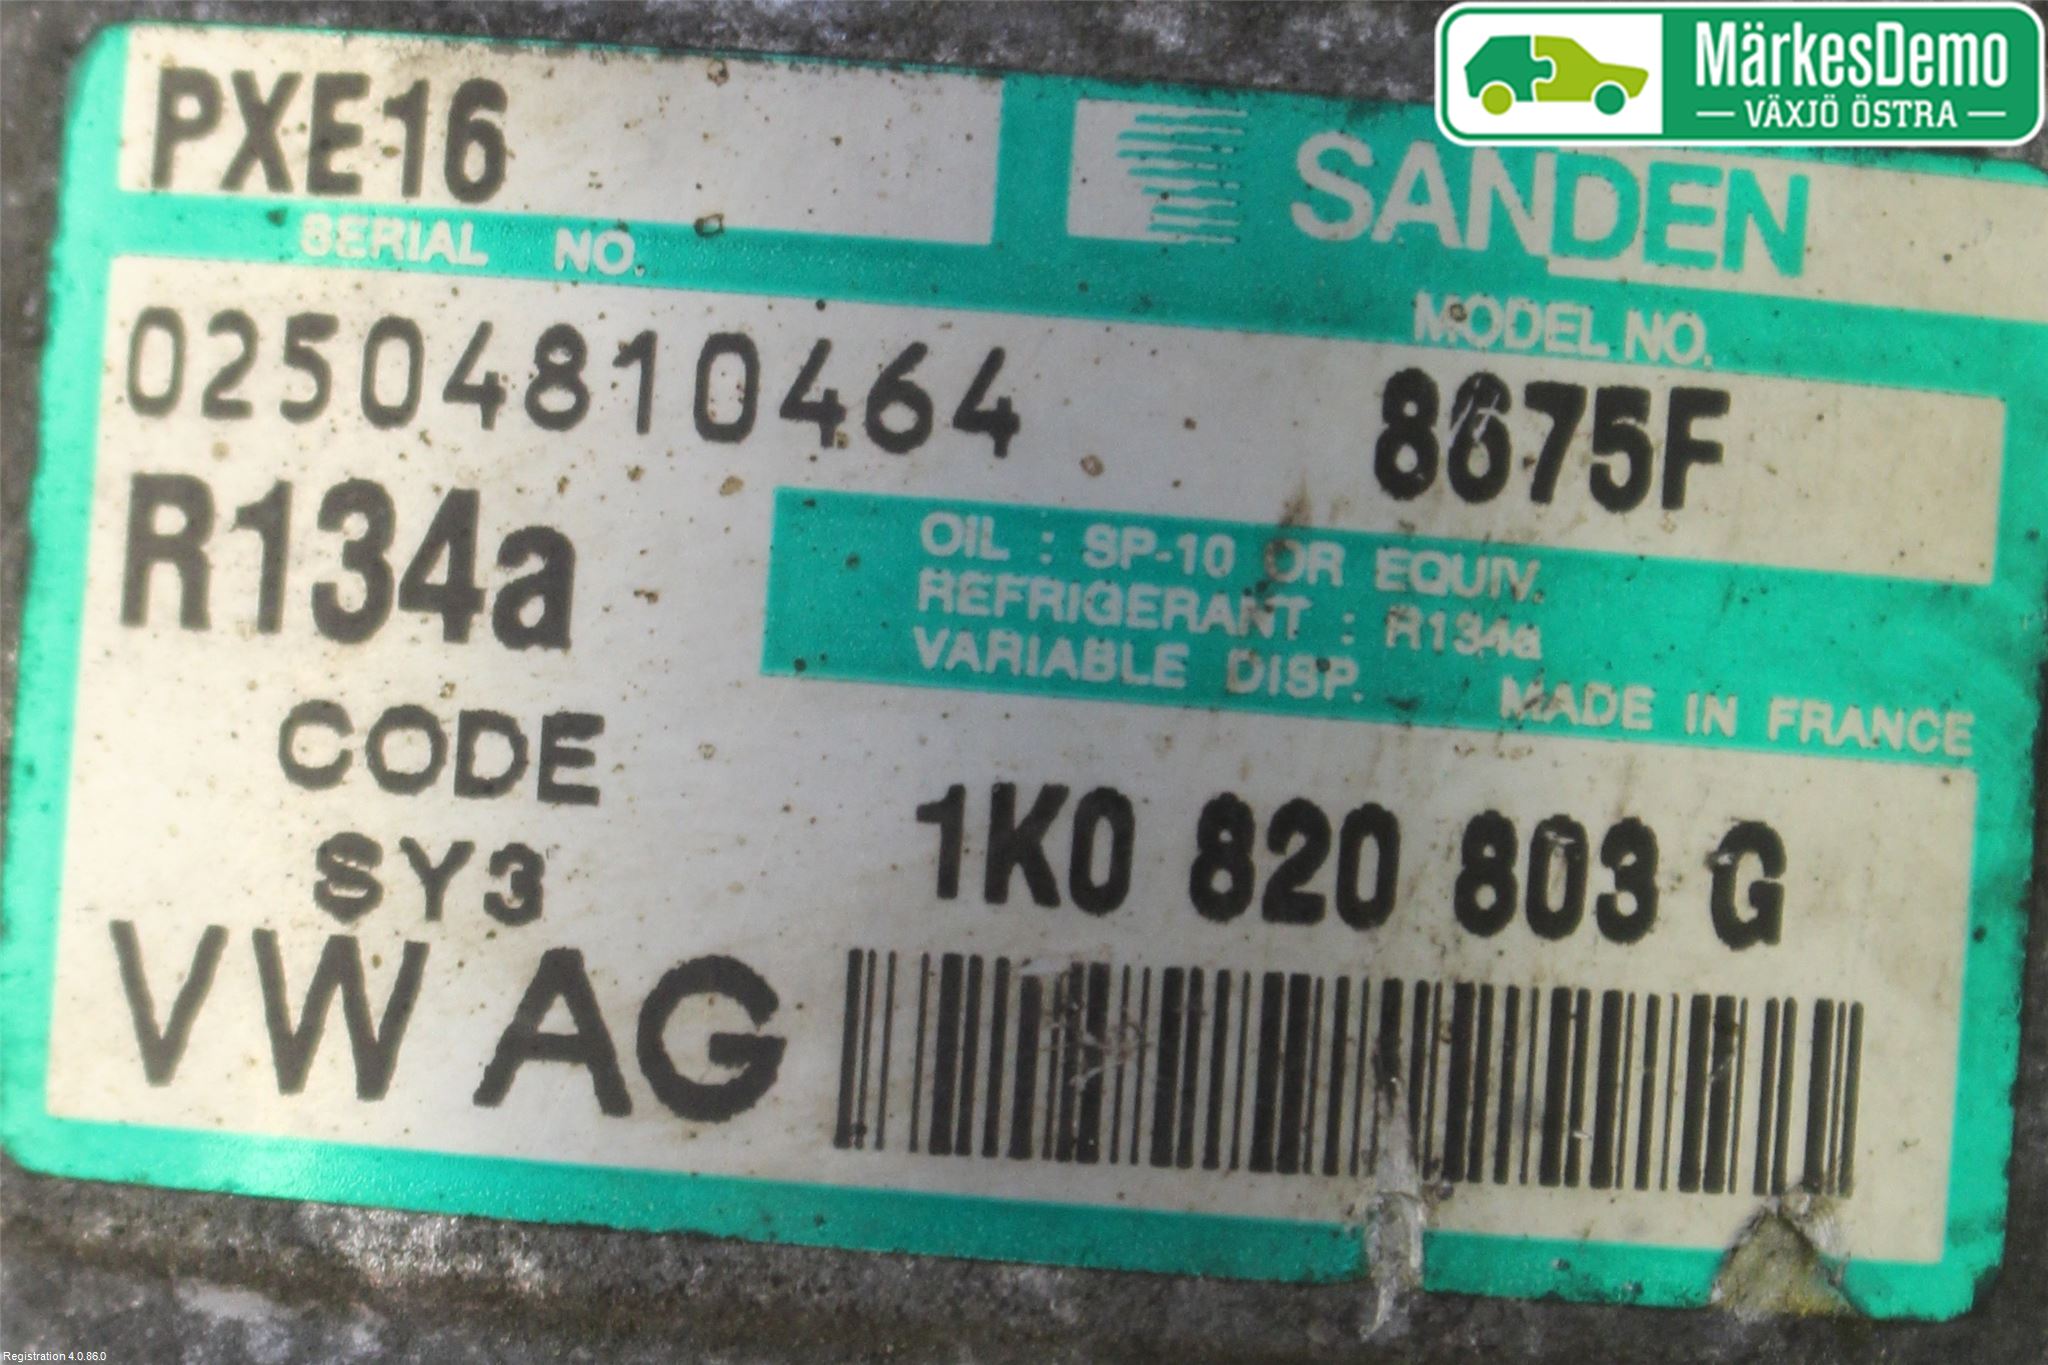 MärkesDemo
VÄXJÖ ÖSTRA
PXE16
SANDEN
SERIAL NO.
MODEL NO.
02504810464
8675F
R134a
OIL : SP-10 OR EQUIV.
REFRIGERANT : R134a
VARIABLE DISP.
MADE IN FRANCE
CODE
SY3
1K0 820 803 G
VW AG
Registration 4.0.86.0